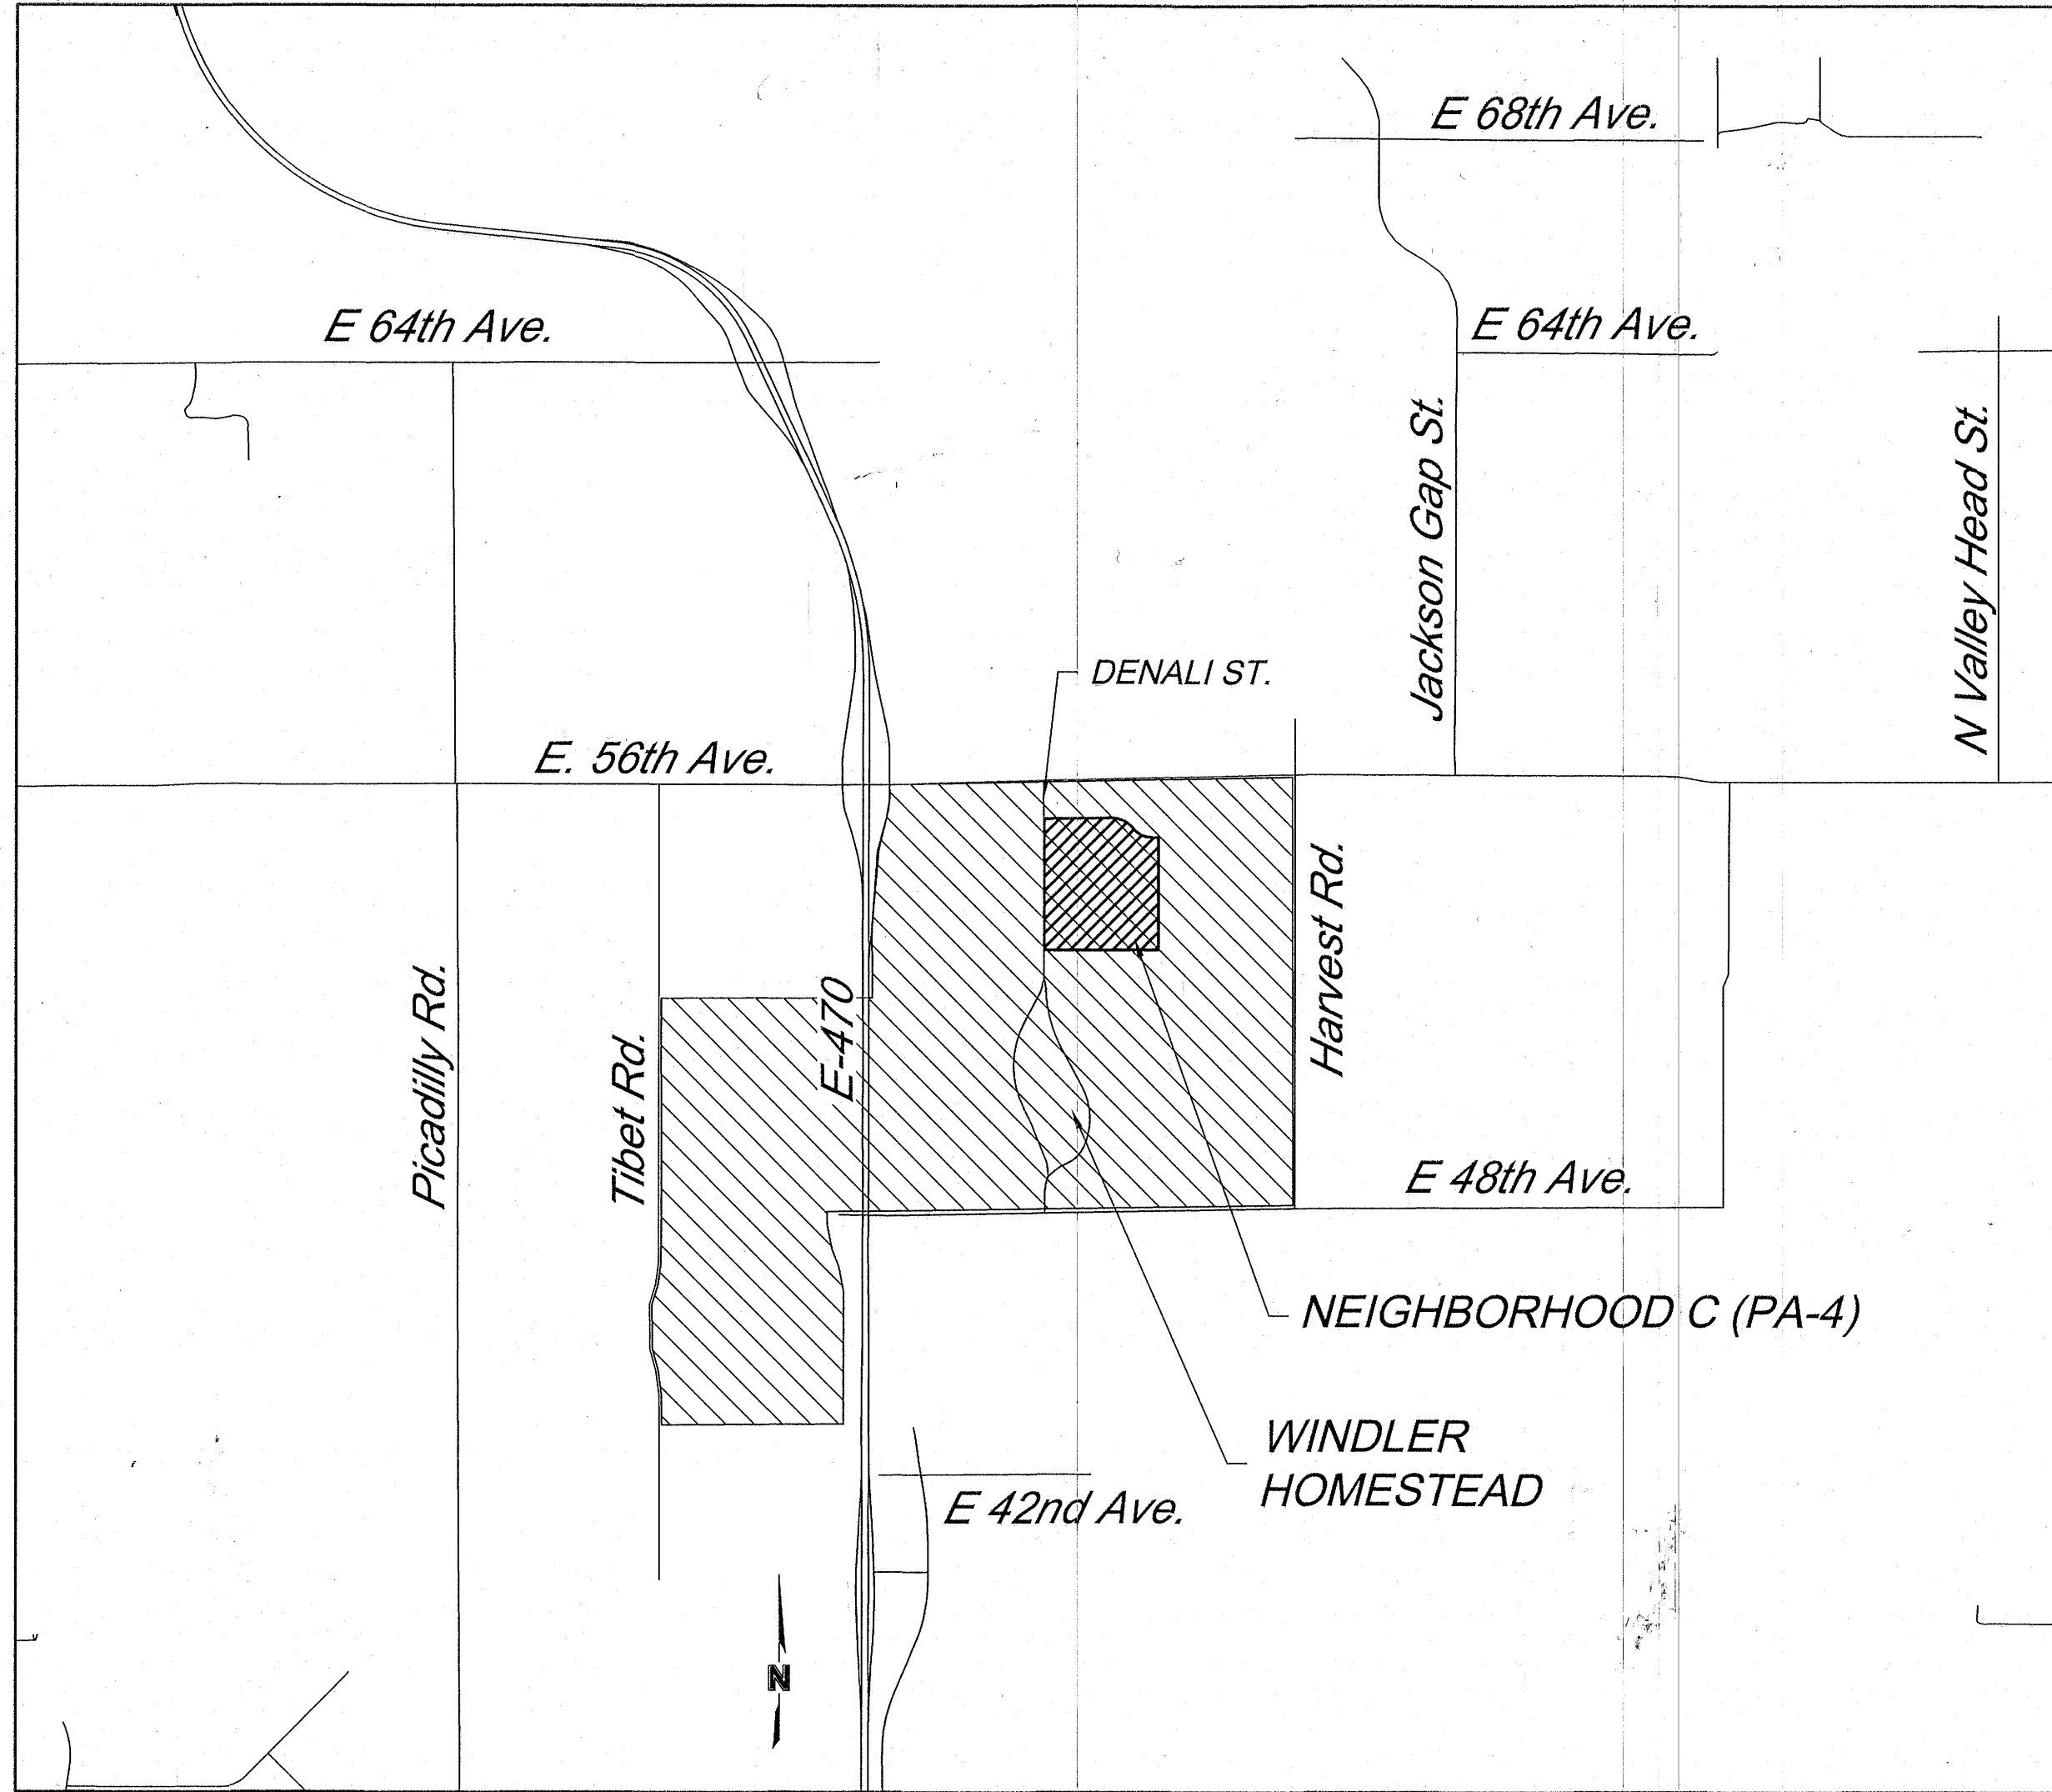 E 68th Ave.
E 64th Ave.
E 64th Ave.
Jackson Gap St.
N Valley Head St.
DENALI ST.
E. 56th Ave.
Harvest Rd.
Picadilly Rd.
Tibet Rd.
E-470
E 48th Ave.
NEIGHBORHOOD C (PA-4)
WINDLER
HOMESTEAD
E 42nd Ave.
N